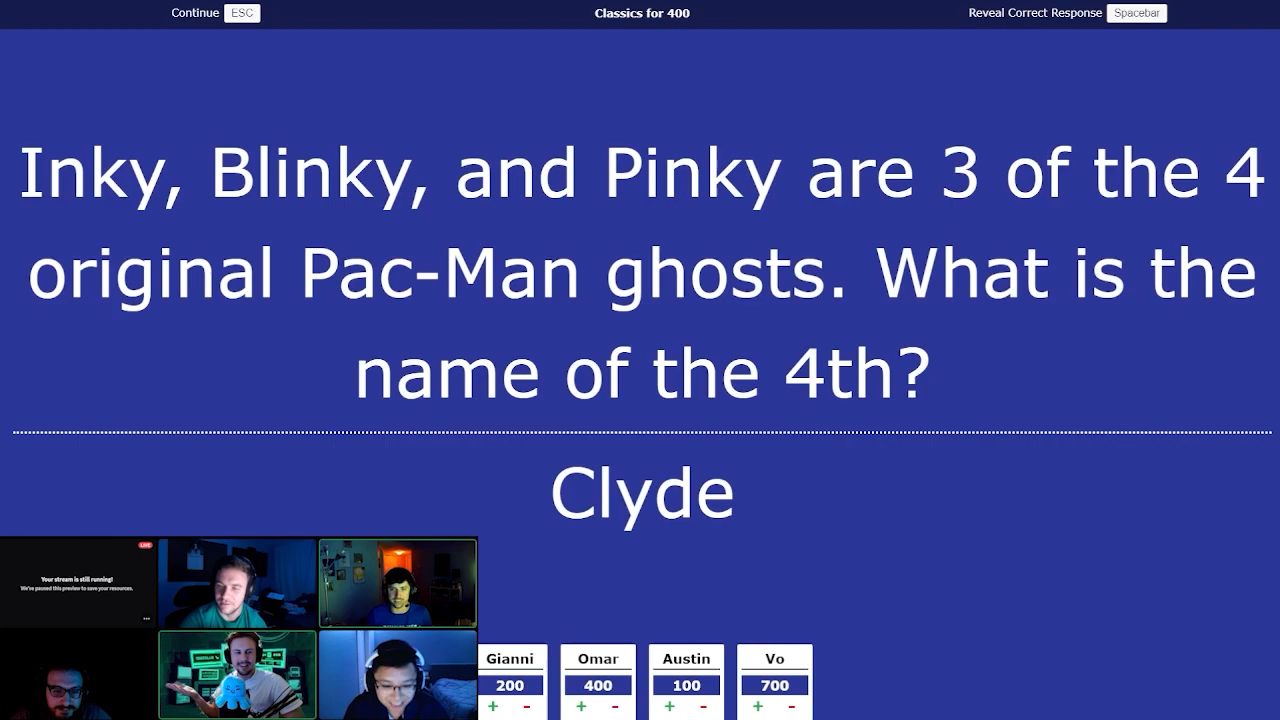 Continue ESC Classics for 400 Reveal Correct Response Spacebar
Inky, Blinky, and Pinky are 3 of the 4
original Pac-Man ghosts. What is the
name of the 4th?
Clyde
LIVE
Your stream is still running!
We've paused this preview to save your resources.
Gianni Omar Austin Vo
200 400 100 700
+ - + - + - + -